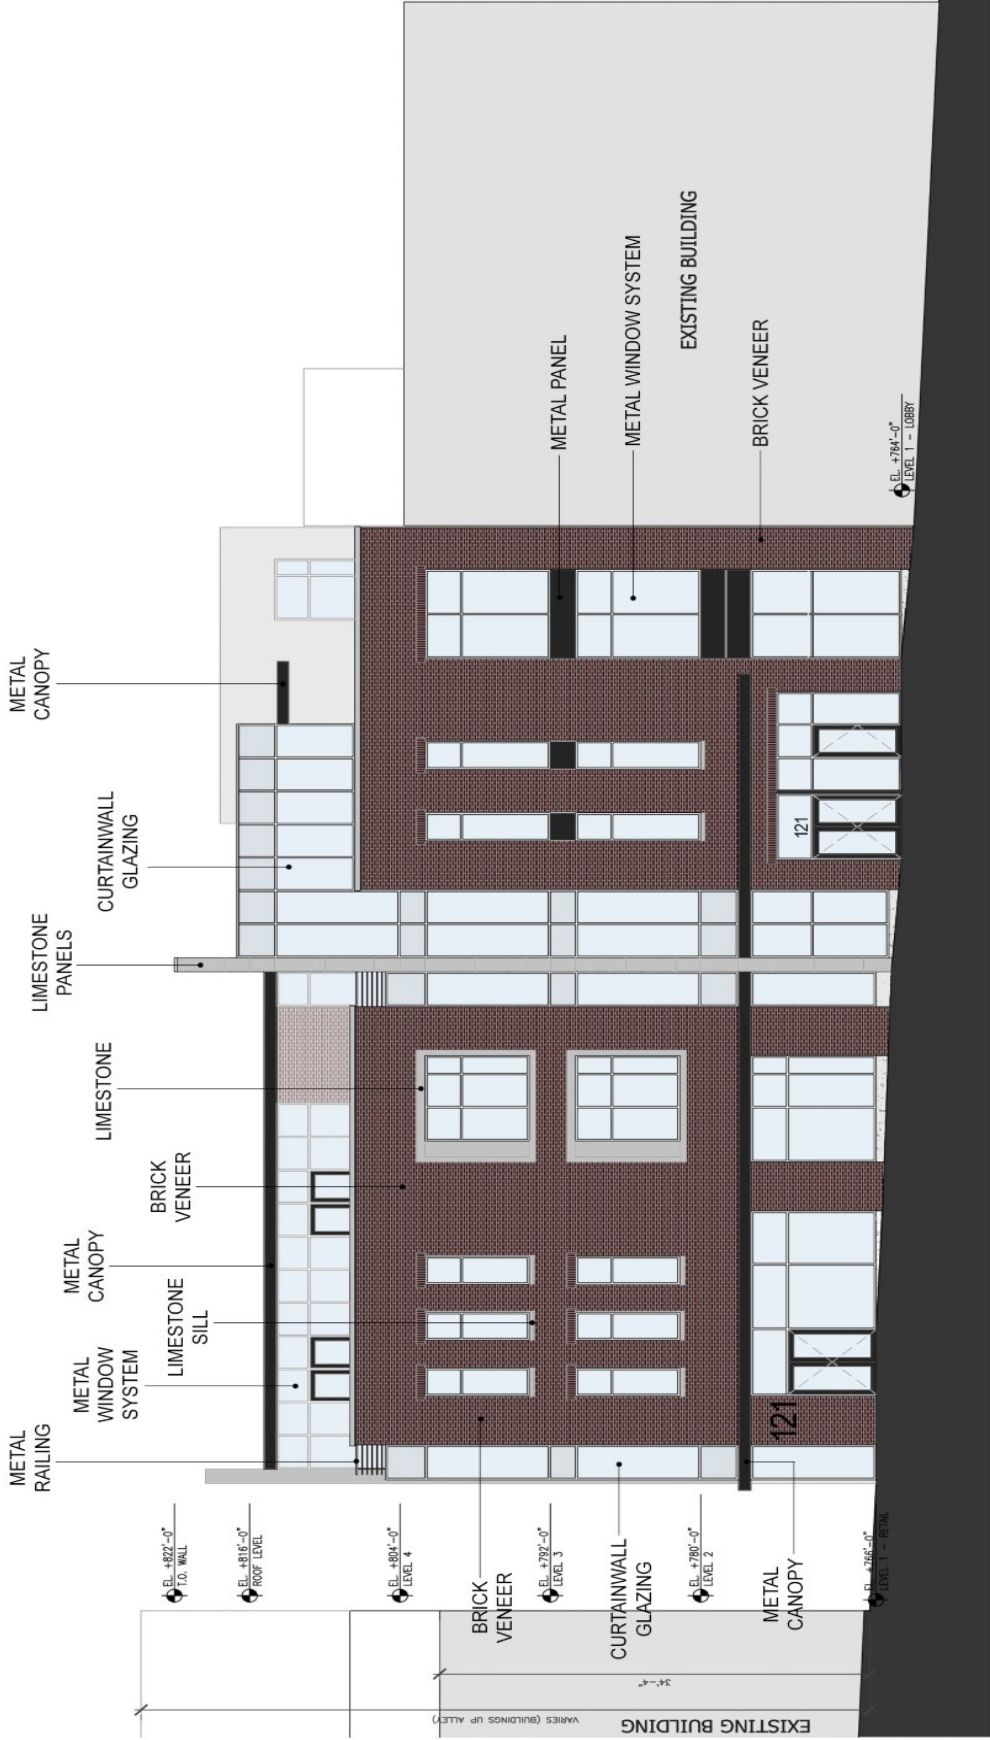 METAL
RAILING
METAL
WINDOW
SYSTEM
METAL
CANOPY
LIMESTONE
SILL
BRICK
VENEER
LIMESTONE
LIMESTONE
PANELS
CURTAINWALL
GLAZING
METAL
CANOPY
EL. +822'-0"
T.O. WALL
EL. +816'-0"
ROOF LEVEL
EL. +804'-0"
LEVEL 4
EL. +792'-0"
LEVEL 3
EL. +780'-0"
LEVEL 2
EL. +766'-0"
LEVEL 1 - RETAIL
BRICK
VENEER
CURTAINWALL
GLAZING
METAL
CANOPY
34'-4"
VARIES (BUILDINGS UP ALLEY)
EXISTING BUILDING
121
121
METAL PANEL
METAL WINDOW SYSTEM
EXISTING BUILDING
BRICK VENEER
EL. +764'-0"
LEVEL 1 - LOBBY